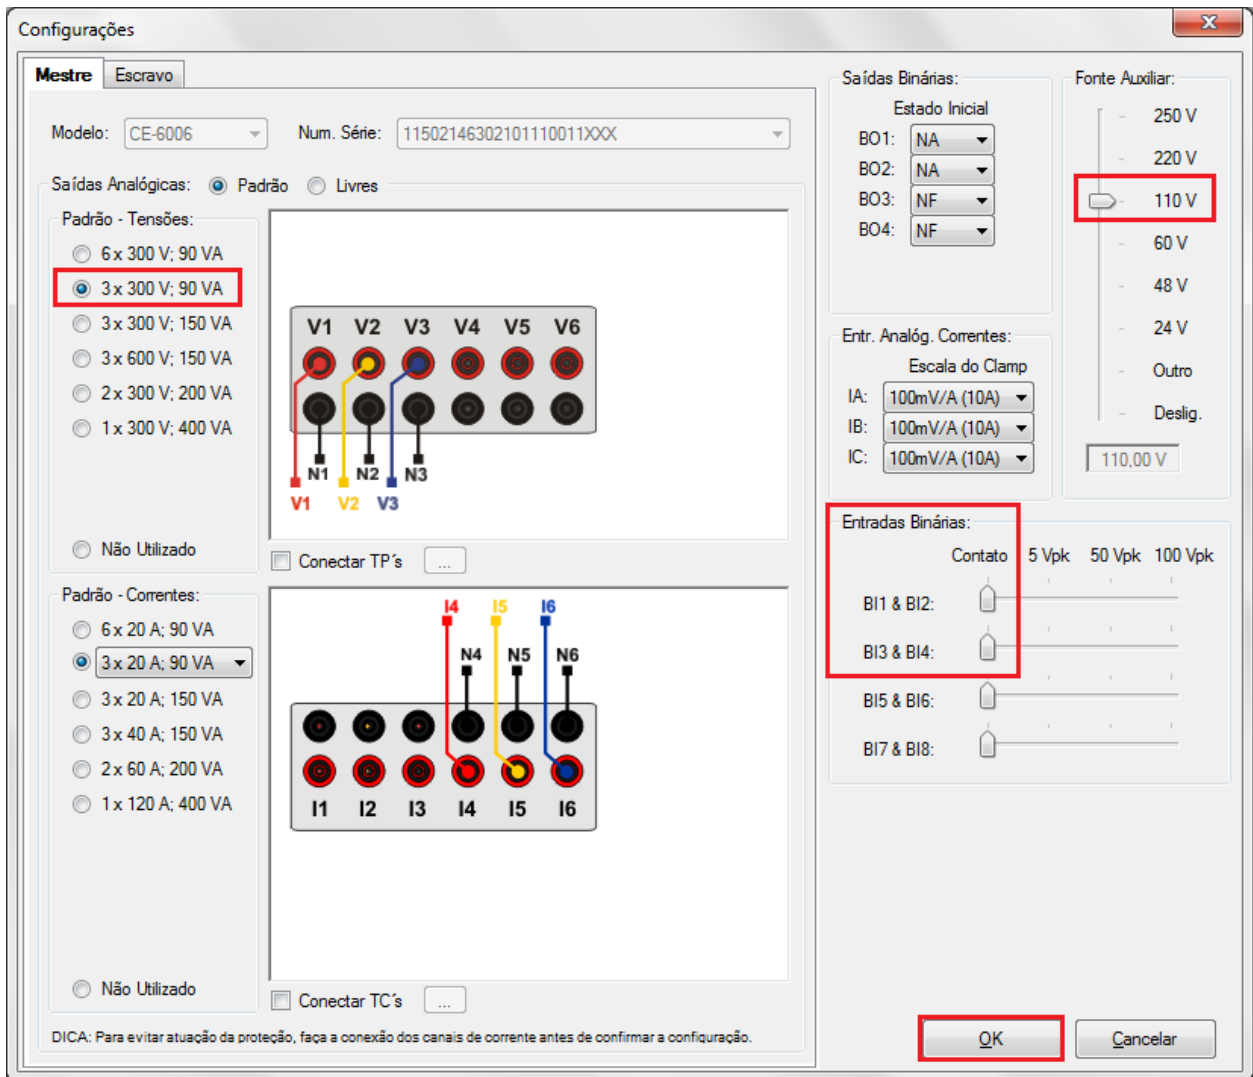 Configurações
Mestre Escravo
Modelo: CE-6006 Num. Série: 11502146302101110011XXX
Saídas Analógicas: Padrão Livres
Padrão - Tensões:
6 x 300 V; 90 VA
3 x 300 V; 90 VA
3 x 300 V; 150 VA
3 x 600 V; 150 VA
2 x 300 V; 200 VA
1 x 300 V; 400 VA
Não Utilizado
V1 V2 V3 V4 V5 V6
N1 N2 N3
V1 V2 V3
Conectar TP´s ...
Padrão - Correntes:
6 x 20 A; 90 VA
3 x 20 A; 90 VA
3 x 20 A; 150 VA
3 x 40 A; 150 VA
2 x 60 A; 200 VA
1 x 120 A; 400 VA
Não Utilizado
I4 I5 I6
N4 N5 N6
I1 I2 I3 I4 I5 I6
Conectar TC´s ...
DICA: Para evitar atuação da proteção, faça a conexão dos canais de corrente antes de confirmar a configuração.
Saídas Binárias:
Estado Inicial
BO1: NA
BO2: NA
BO3: NF
BO4: NF
Entr. Analóg. Correntes:
Escala do Clamp
IA: 100mV/A (10A)
IB: 100mV/A (10A)
IC: 100mV/A (10A)
Fonte Auxiliar:
250 V
220 V
110 V
60 V
48 V
24 V
Outro
Deslig.
110,00 V
Entradas Binárias:
Contato 5 Vpk 50 Vpk 100 Vpk
BI1 & BI2:
BI3 & BI4:
BI5 & BI6:
BI7 & BI8:
OK Cancelar